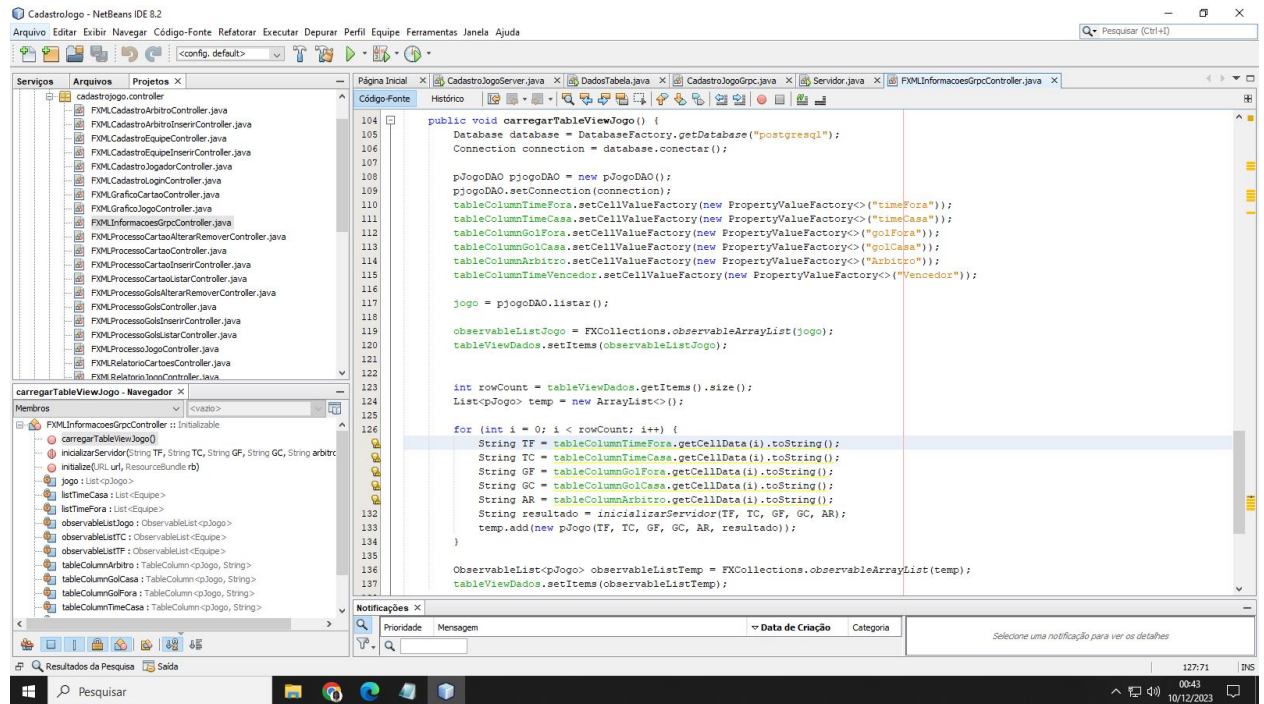 CadastroJogo - NetBeans IDE 8.2
Arquivo Editar Exibir Navegar Código-Fonte Refatorar Executar Depurar Perfil Equipe Ferramentas Janela Ajuda
Pesquisar (Ctrl+I)
<config. default>
Serviços Arquivos Projetos
Página Inicial CadastroJogoServer.java DadosTabela.java CadastroJogoGrpc.java Servidor.java FXMLInformacoesGrpcController.java
Código-Fonte Histórico
cadastrojogo.controller
FXMLCadastroArbitroController.java
FXMLCadastroArbitroInserirController.java
FXMLCadastroEquipeController.java
FXMLCadastroEquipeInserirController.java
FXMLCadastroJogadorController.java
FXMLCadastroLoginController.java
FXMLGraficoCartaoController.java
FXMLGraficoJogoController.java
FXMLInformacoesGrpcController.java
FXMLProcessoCartaoAlterarRemoverController.java
FXMLProcessoCartaoController.java
FXMLProcessoCartaoInserirController.java
FXMLProcessoCartaoListarController.java
FXMLProcessoGolsAlterarRemoverController.java
FXMLProcessoGolsController.java
FXMLProcessoGolsInserirController.java
FXMLProcessoGolsListarController.java
FXMLProcessoJogoController.java
FXMLRelatorioCartoesController.java
FXMLRelatorioJogoController.java
carregarTableViewJogo - Navegador
Membros <vazio>
FXMLInformacoesGrpcController :: Initializable
carregarTableViewJogo()
inicializarServidor(String TF, String TC, String GF, String GC, String arbitro
initialize(URL url, ResourceBundle rb)
jogo : List<pJogo>
listTimeCasa : List<Equipe>
listTimeFora : List<Equipe>
observableListJogo : ObservableList<pJogo>
observableListTC : ObservableList<Equipe>
observableListTF : ObservableList<Equipe>
tableColumnArbitro : TableColumn<pJogo, String>
tableColumnGolCasa : TableColumn<pJogo, String>
tableColumnGolFora : TableColumn<pJogo, String>
tableColumnTimeCasa : TableColumn<pJogo, String>
104 public void carregarTableViewJogo() {
105 Database database = DatabaseFactory.getDatabase("postgresql");
106 Connection connection = database.conectar();
107
108 pJogoDAO pjogoDAO = new pJogoDAO();
109 pjogoDAO.setConnection(connection);
110 tableColumnTimeFora.setCellValueFactory(new PropertyValueFactory<>("timeFora"));
111 tableColumnTimeCasa.setCellValueFactory(new PropertyValueFactory<>("timeCasa"));
112 tableColumnGolFora.setCellValueFactory(new PropertyValueFactory<>("golFora"));
113 tableColumnGolCasa.setCellValueFactory(new PropertyValueFactory<>("golCasa"));
114 tableColumnArbitro.setCellValueFactory(new PropertyValueFactory<>("Arbitro"));
115 tableColumnTimeVencedor.setCellValueFactory(new PropertyValueFactory<>("Vencedor"));
116
117 jogo = pjogoDAO.listar();
118
119 observableListJogo = FXCollections.observableArrayList(jogo);
120 tableViewDados.setItems(observableListJogo);
121
122
123 int rowCount = tableViewDados.getItems().size();
124 List<pJogo> temp = new ArrayList<>();
125
126 for (int i = 0; i < rowCount; i++) {
String TF = tableColumnTimeFora.getCellData(i).toString();
String TC = tableColumnTimeCasa.getCellData(i).toString();
String GF = tableColumnGolFora.getCellData(i).toString();
String GC = tableColumnGolCasa.getCellData(i).toString();
String AR = tableColumnArbitro.getCellData(i).toString();
132 String resultado = inicializarServidor(TF, TC, GF, GC, AR);
133 temp.add(new pJogo(TF, TC, GF, GC, AR, resultado));
134 }
135
136 ObservableList<pJogo> observableListTemp = FXCollections.observableArrayList(temp);
137 tableViewDados.setItems(observableListTemp);
Notificações
Prioridade Mensagem Data de Criação Categoria
Selecione uma notificação para ver os detalhes
Resultados da Pesquisa Saída
127:71 INS
Pesquisar
00:43
10/12/2023